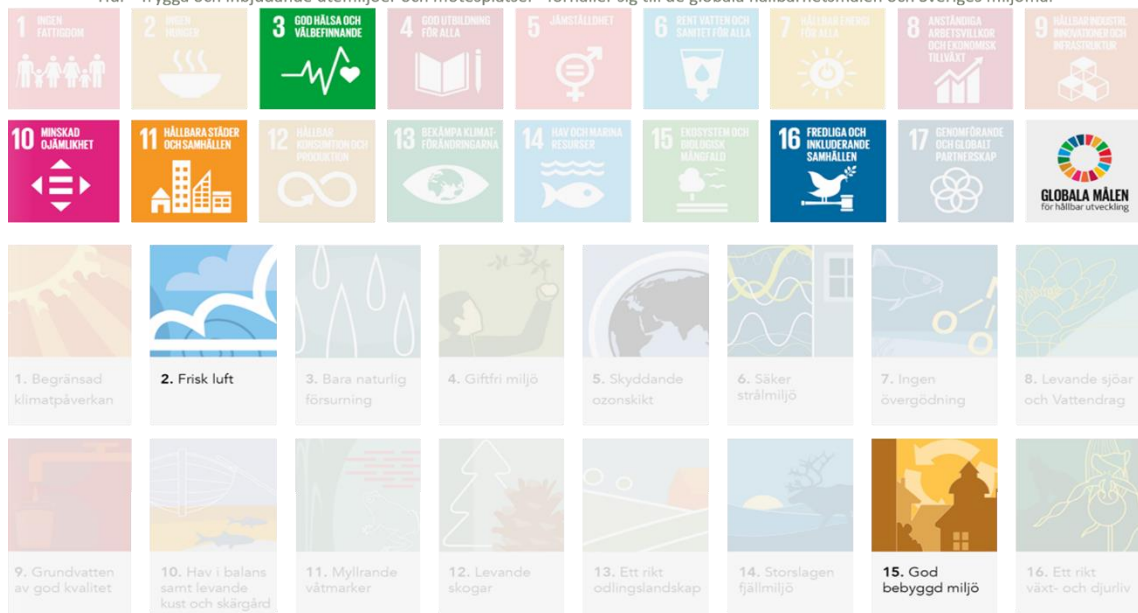 1 INGEN
FATTIGDOM
2 INGEN
HUNGER
3 GOD HÄLSA OCH
VÄLBEFINNANDE
4 GOD UTBILDNING
FÖR ALLA
5 JÄMSTÄLLDHET
6 RENT VATTEN OCH
SANITET FÖR ALLA
7 HÅLLBAR ENERGI
FÖR ALLA
8 ANSTÄNDIGA
ARBETSVILLKOR
OCH EKONOMISK
TILLVÄXT
9 HÅLLBAR INDUSTRI,
INNOVATIONER OCH
INFRASTRUKTUR
10 MINSKAD
OJÄMLIKHET
11 HÅLLBARA STÄDER
OCH SAMHÄLLEN
12 HÅLLBAR
KONSUMTION OCH
PRODUKTION
13 BEKÄMPA KLIMAT-
FÖRÄNDRINGARNA
14 HAV OCH MARINA
RESURSER
15 EKOSYSTEM OCH
BIOLOGISK
MÅNGFALD
16 FREDLIGA OCH
INKLUDERANDE
SAMHÄLLEN
17 GENOMFÖRANDE
OCH GLOBALT
PARTNERSKAP
GLOBALA MÅLEN
för hållbar utveckling
1. Begränsad
klimatpåverkan
2. Frisk luft
3. Bara naturlig
försurning
4. Giftfri miljö
5. Skyddande
ozonskikt
6. Säker
strålmiljö
7. Ingen
övergödning
8. Levande sjöar
och Vattendrag
9. Grundvatten
av god kvalitet
10. Hav i balans
samt levande
kust och skärgård
11. Myllrande
våtmarker
12. Levande
skogar
13. Ett rikt
odlingslandskap
14. Storslagen
fjällmiljö
15. God
bebyggd miljö
16. Ett rikt
växt- och djurliv